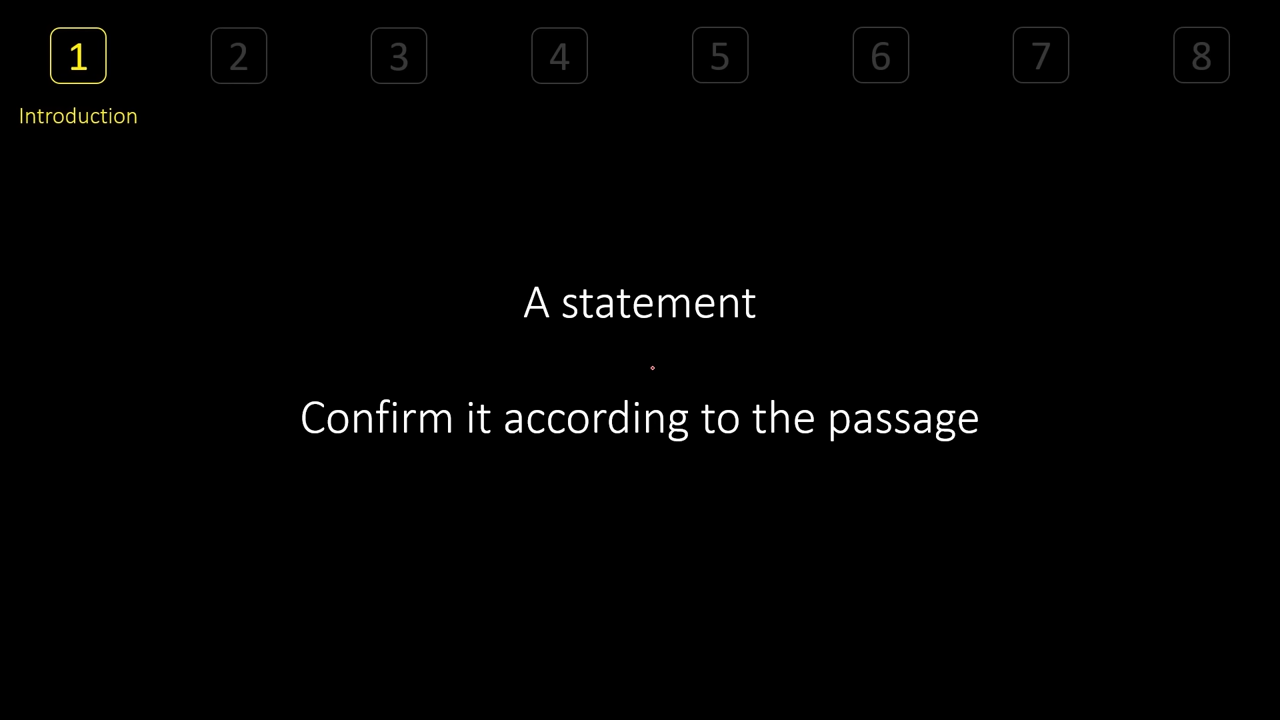 1 2 3 4 5 6 7 8
Introduction
A statement
Confirm it according to the passage